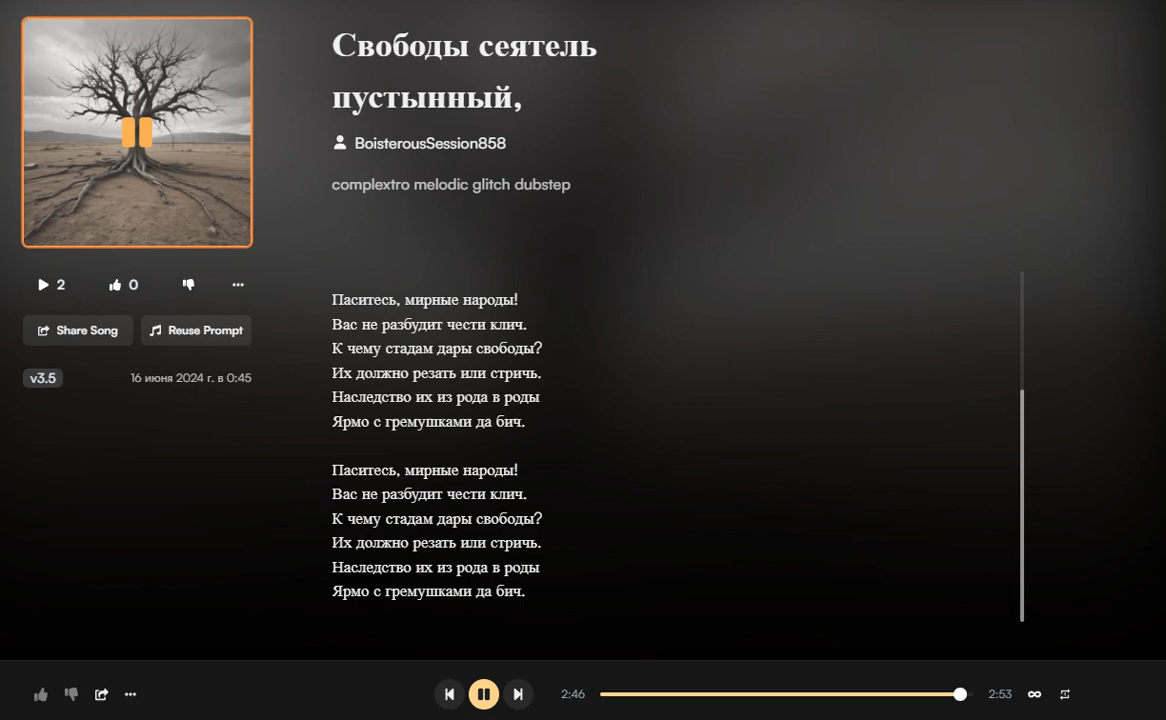 Свободы сеятель
пустынный,
BoisterousSession858
complextro melodic glitch dubstep
2
0
Share Song
Reuse Prompt
v3.5
16 июня 2024 г. в 0:45
Паситесь, мирные народы!
Вас не разбудит чести клич.
К чему стадам дары свободы?
Их должно резать или стричь.
Наследство их из рода в роды
Ярмо с гремушками да бич.
Паситесь, мирные народы!
Вас не разбудит чести клич.
К чему стадам дары свободы?
Их должно резать или стричь.
Наследство их из рода в роды
Ярмо с гремушками да бич.
2:46
2:53